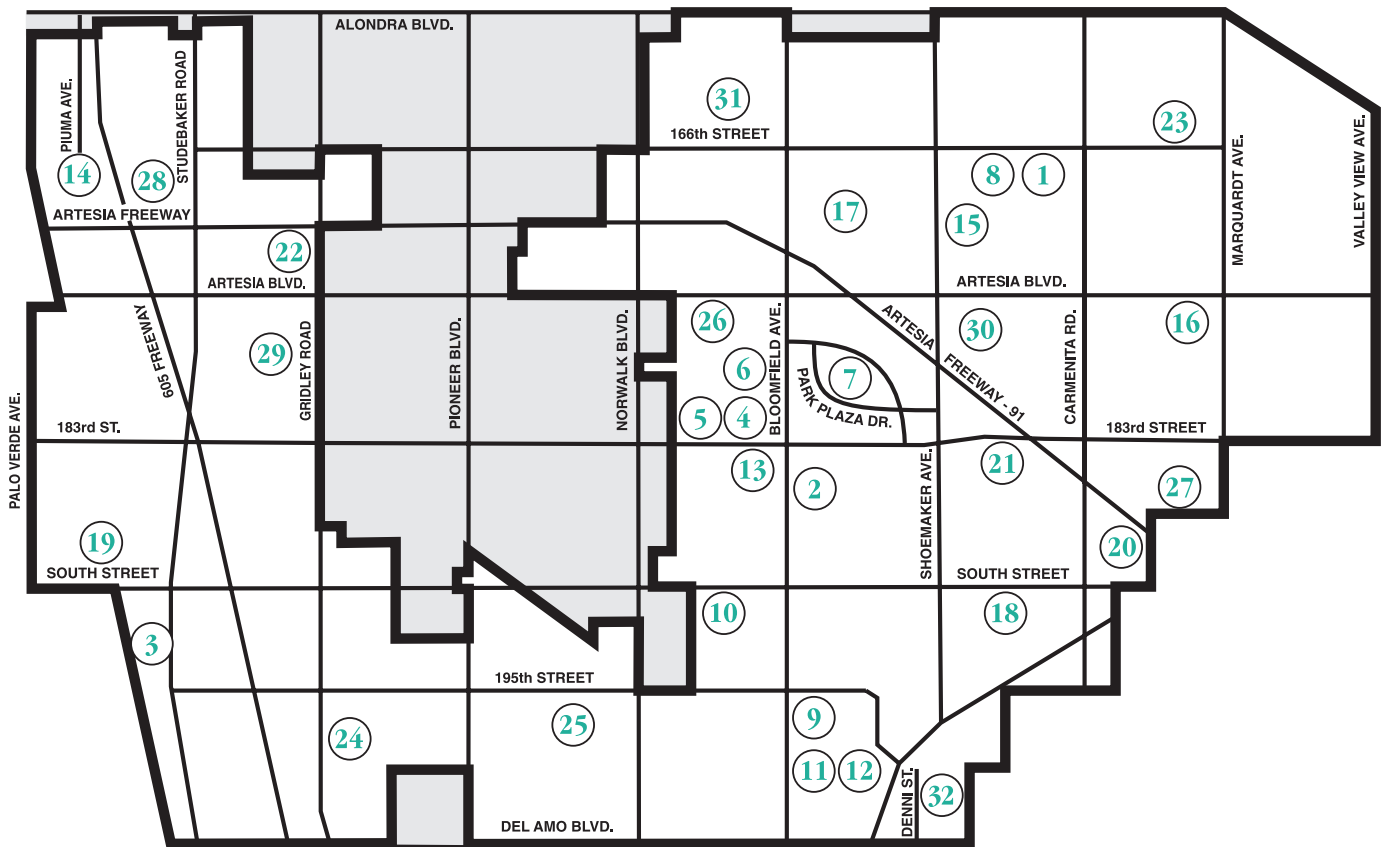 ALONDRA BLVD.
PIUMA AVE.
STUDEBAKER ROAD
31
23
166th STREET
MARQUARDT AVE.
VALLEY VIEW AVE.
14
28
8
1
ARTESIA FREEWAY
17
15
22
ARTESIA BLVD.
ARTESIA BLVD.
605 FREEWAY
29
GRIDLEY ROAD
PIONEER BLVD.
NORWALK BLVD.
26
BLOOMFIELD AVE.
ARTESIA FREEWAY - 91
30
CARMENITA RD.
16
6
7
PARK PLAZA DR.
5
4
PALO VERDE AVE.
183rd ST.
183rd STREET
13
2
SHOEMAKER AVE.
21
27
19
20
SOUTH STREET
SOUTH STREET
3
10
18
195th STREET
24
25
9
11
12
DENNI ST.
32
DEL AMO BLVD.